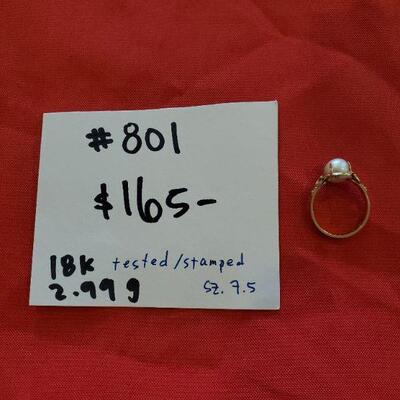 #801
$165-
18K tested/stamped
2.99g sz. 7.5